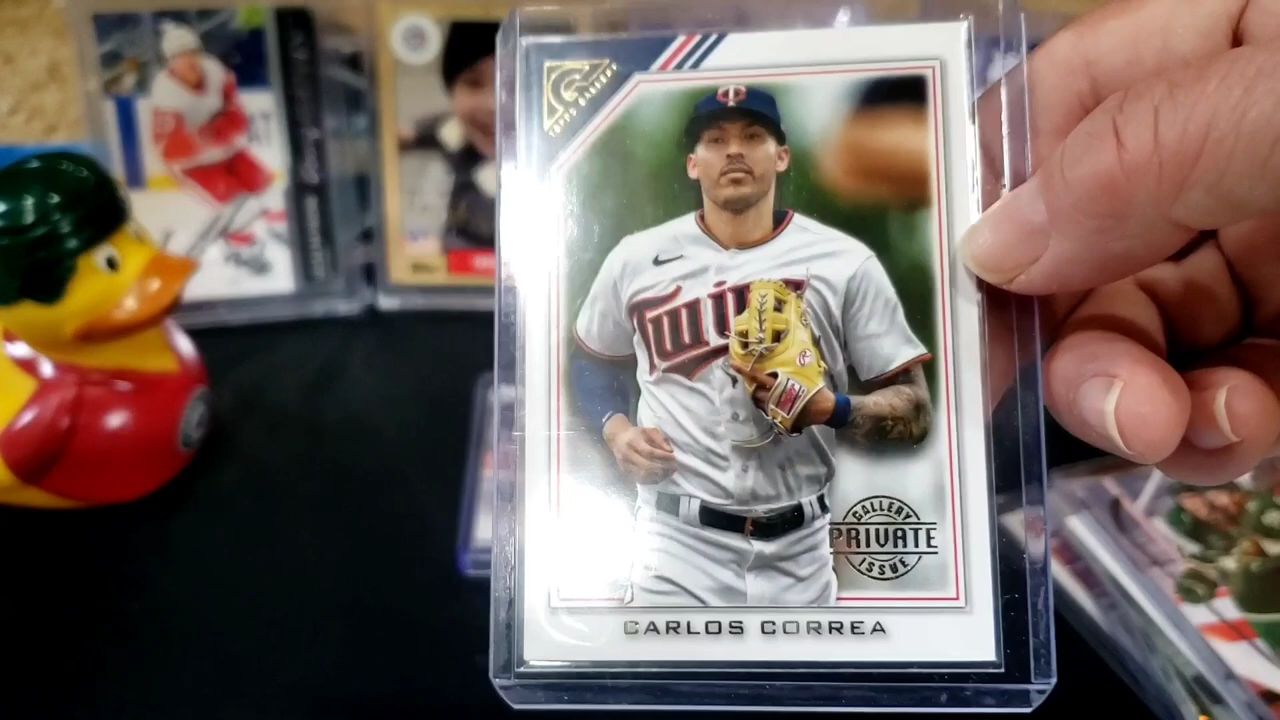 TOPPS GALLERY
Twins
GALLERY
PRIVATE
ISSUE
CARLOS CORREA